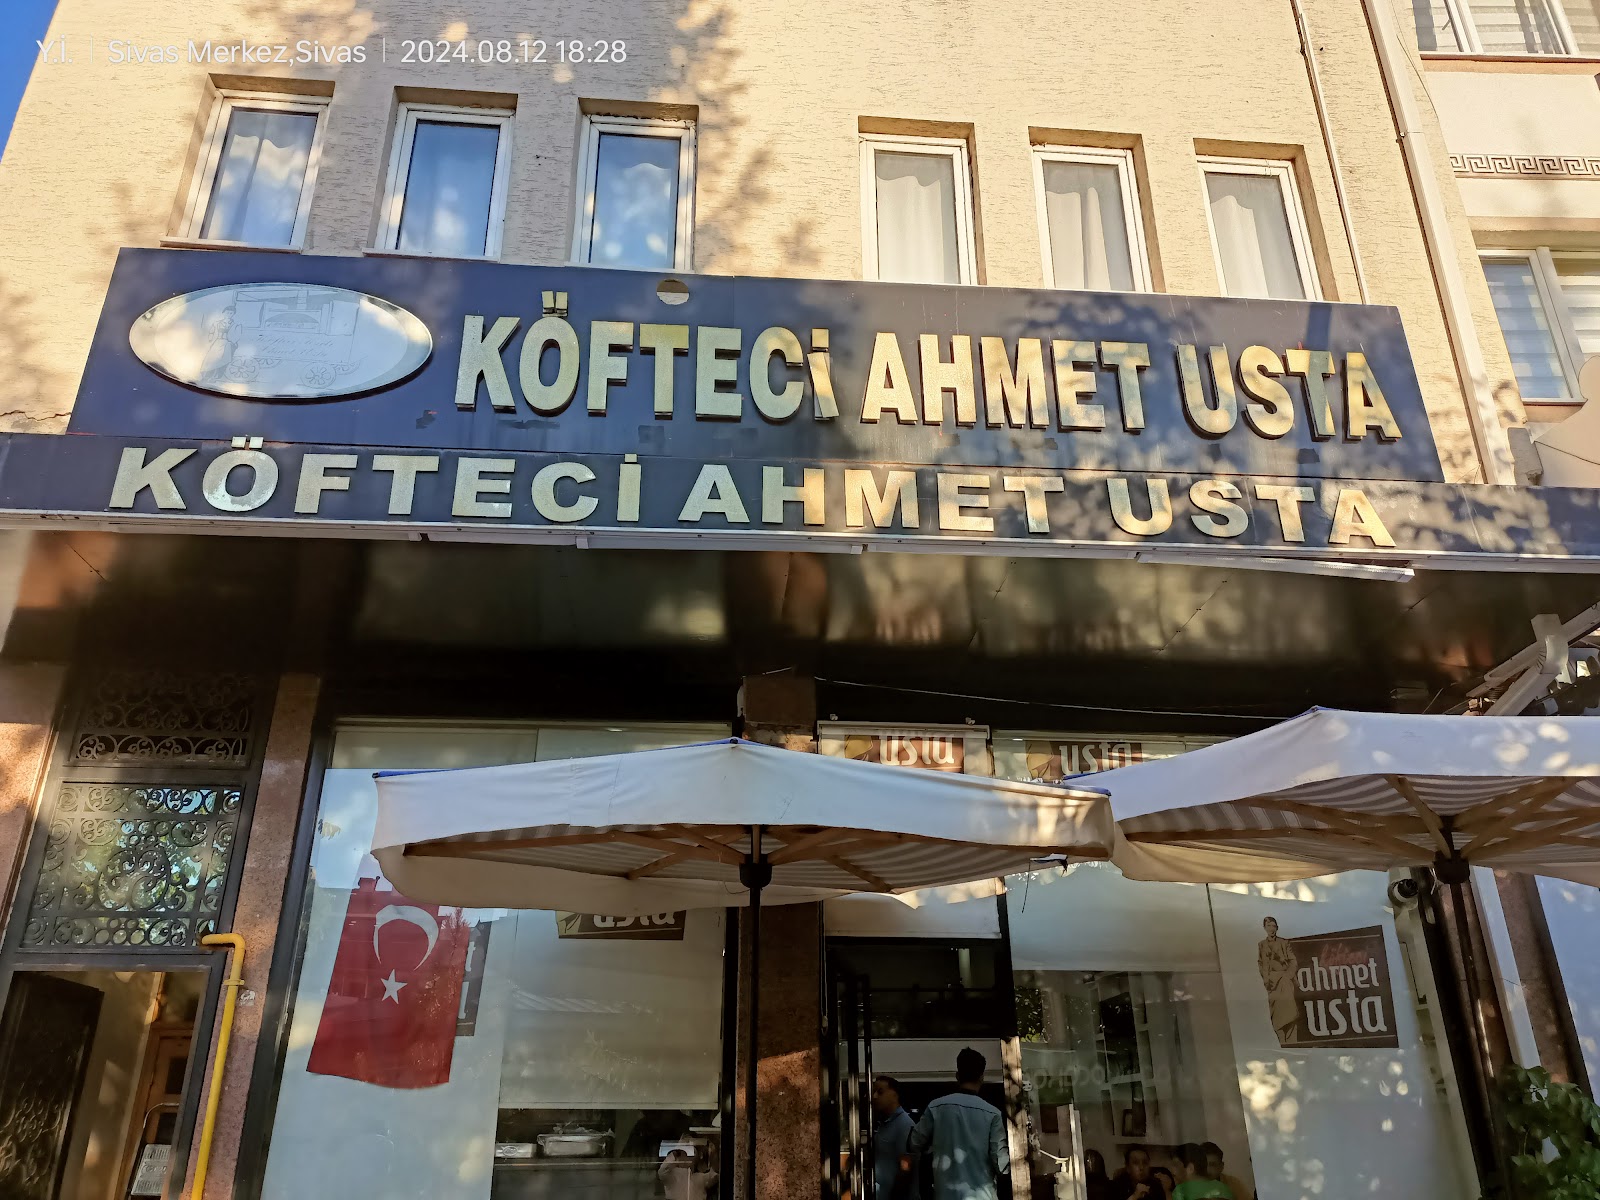 Y.İ. | Sivas Merkez,Sivas | 2024.08.12 18:28
KÖFTECİ AHMET USTA
KÖFTECİ AHMET USTA
usta
usta
usta
ahmet
usta